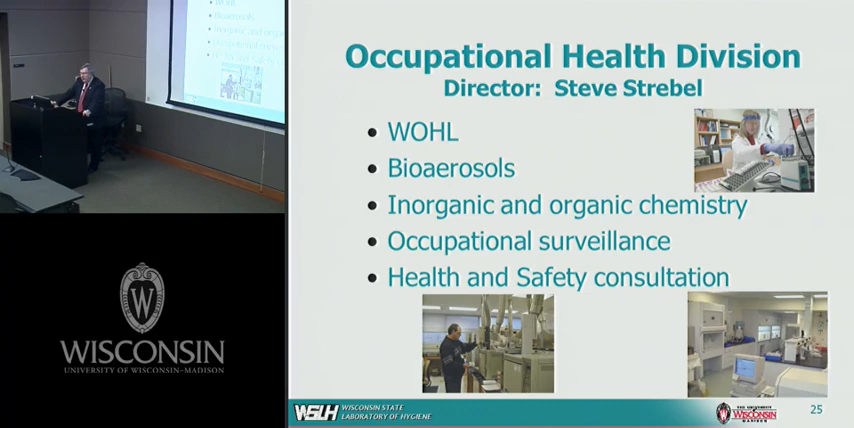 Occupational Health Division
Director: Steve Strebel
WOHL
Bioaerosols
Inorganic and organic chemistry
Occupational surveillance
Health and Safety consultation
W
WISCONSIN
UNIVERSITY OF WISCONSIN–MADISON
WSLH WISCONSIN STATE
LABORATORY OF HYGIENE
THE UNIVERSITY
WISCONSIN
MADISON
25